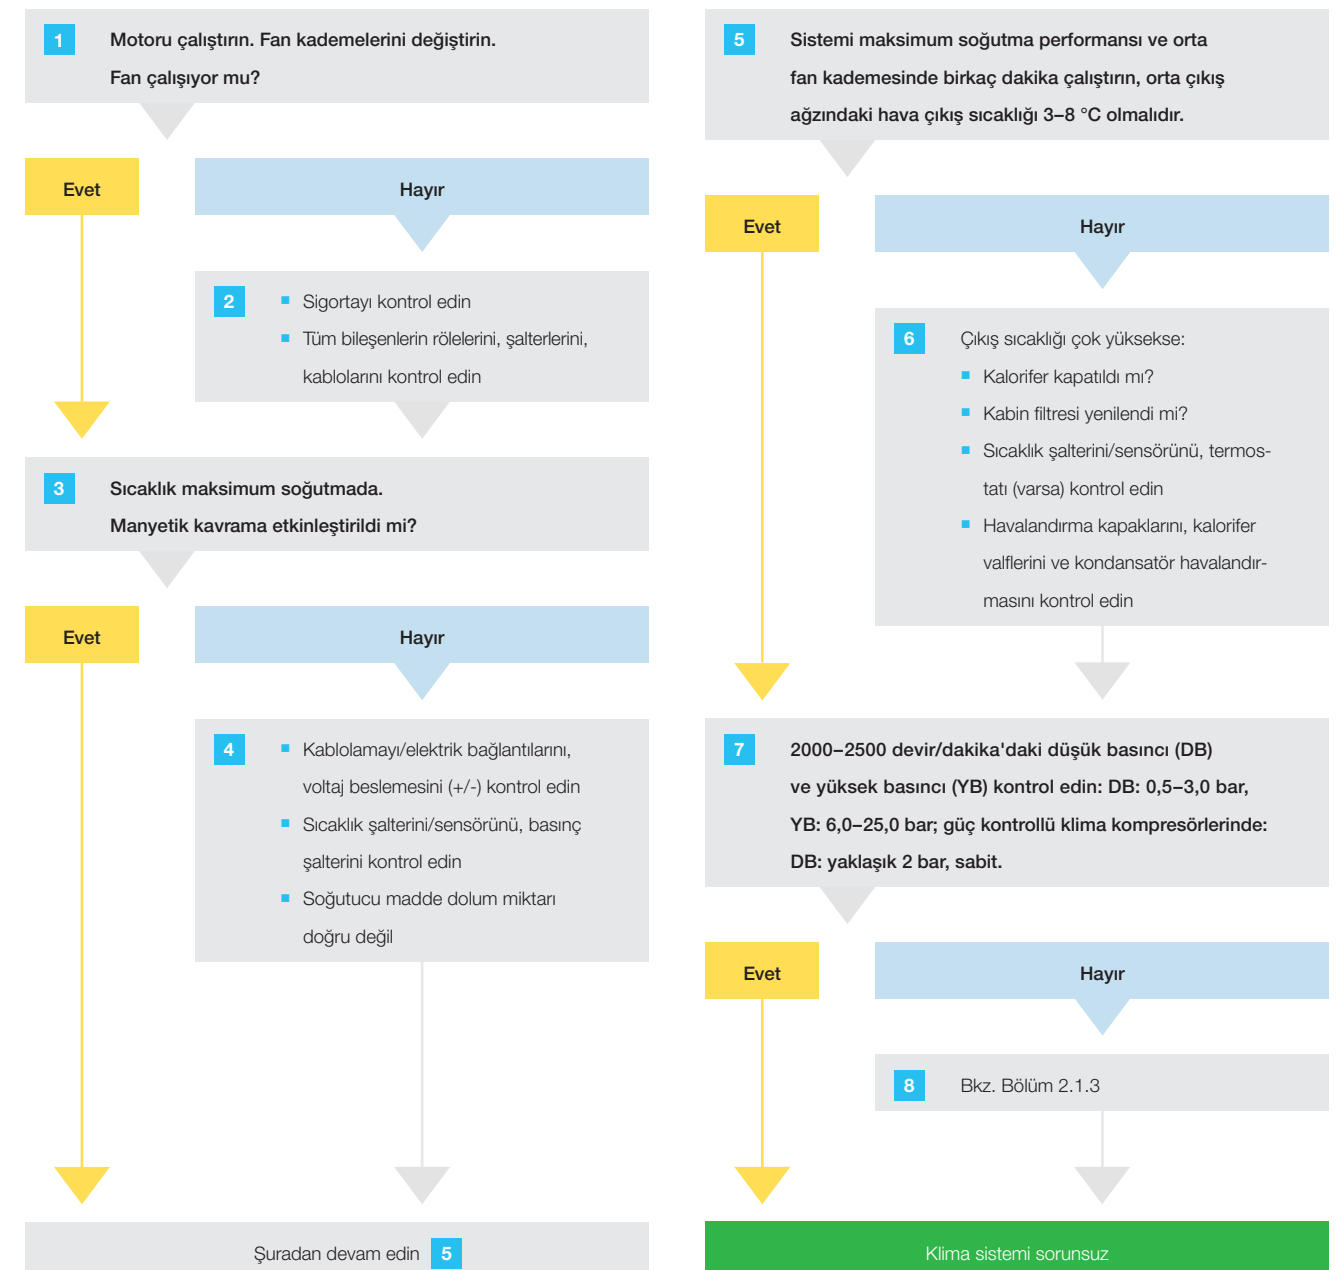 1
Motoru çalıştırın. Fan kademelerini değiştirin.
Fan çalışıyor mu?
Evet
Hayır
2
▪ Sigortayı kontrol edin
▪ Tüm bileşenlerin rölelerini, şalterlerini,
kablolarını kontrol edin
3
Sıcaklık maksimum soğutmada.
Manyetik kavrama etkinleştirildi mi?
Evet
Hayır
4
▪ Kablolamayı/elektrik bağlantılarını,
voltaj beslemesini (+/-) kontrol edin
▪ Sıcaklık şalterini/sensörünü, basınç
şalterini kontrol edin
▪ Soğutucu madde dolum miktarı
doğru değil
Şuradan devam edin 5
5
Sistemi maksimum soğutma performansı ve orta
fan kademesinde birkaç dakika çalıştırın, orta çıkış
ağzındaki hava çıkış sıcaklığı 3–8 °C olmalıdır.
Evet
Hayır
6
Çıkış sıcaklığı çok yüksekse:
▪ Kalorifer kapatıldı mı?
▪ Kabin filtresi yenilendi mi?
▪ Sıcaklık şalterini/sensörünü, termos-
tatı (varsa) kontrol edin
▪ Havalandırma kapaklarını, kalorifer
valflerini ve kondansatör havalandır-
masını kontrol edin
7
2000–2500 devir/dakika'daki düşük basıncı (DB)
ve yüksek basıncı (YB) kontrol edin: DB: 0,5–3,0 bar,
YB: 6,0–25,0 bar; güç kontrollü klima kompresörlerinde:
DB: yaklaşık 2 bar, sabit.
Evet
Hayır
8
Bkz. Bölüm 2.1.3
Klima sistemi sorunsuz